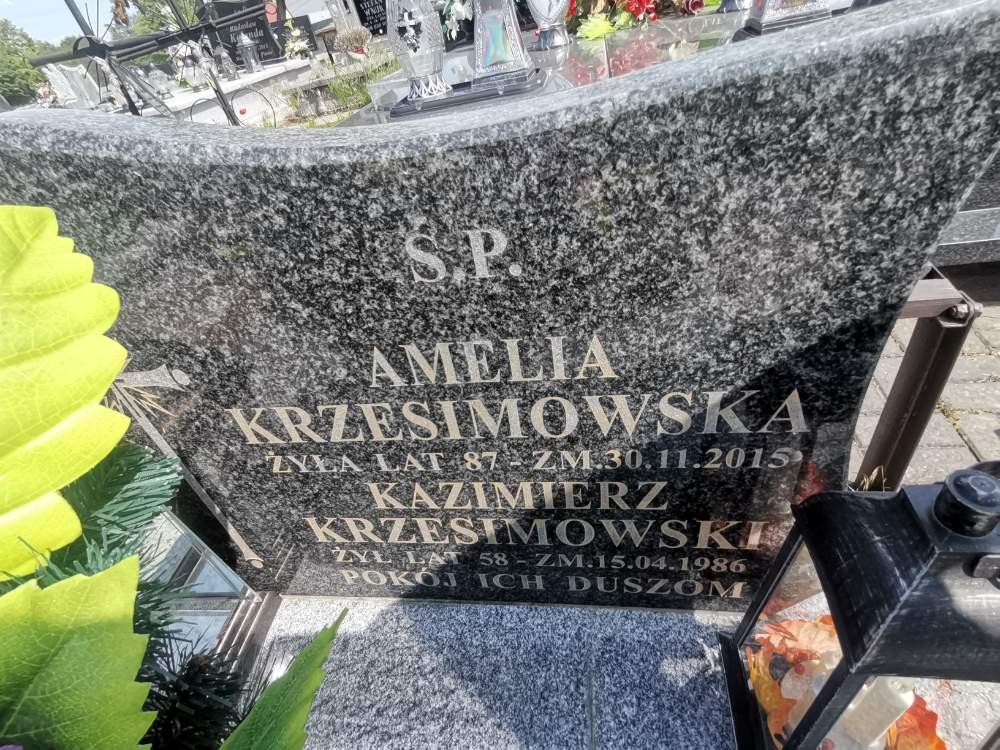 Ś.P.
AMELIA
KRZESIMOWSKA
ŻYŁA LAT 87 - ZM.30.11.2015
KAZIMIERZ
KRZESIMOWSKI
ŻYŁ LAT 58 - ZM.15.04.1986
POKÓJ ICH DUSZOM